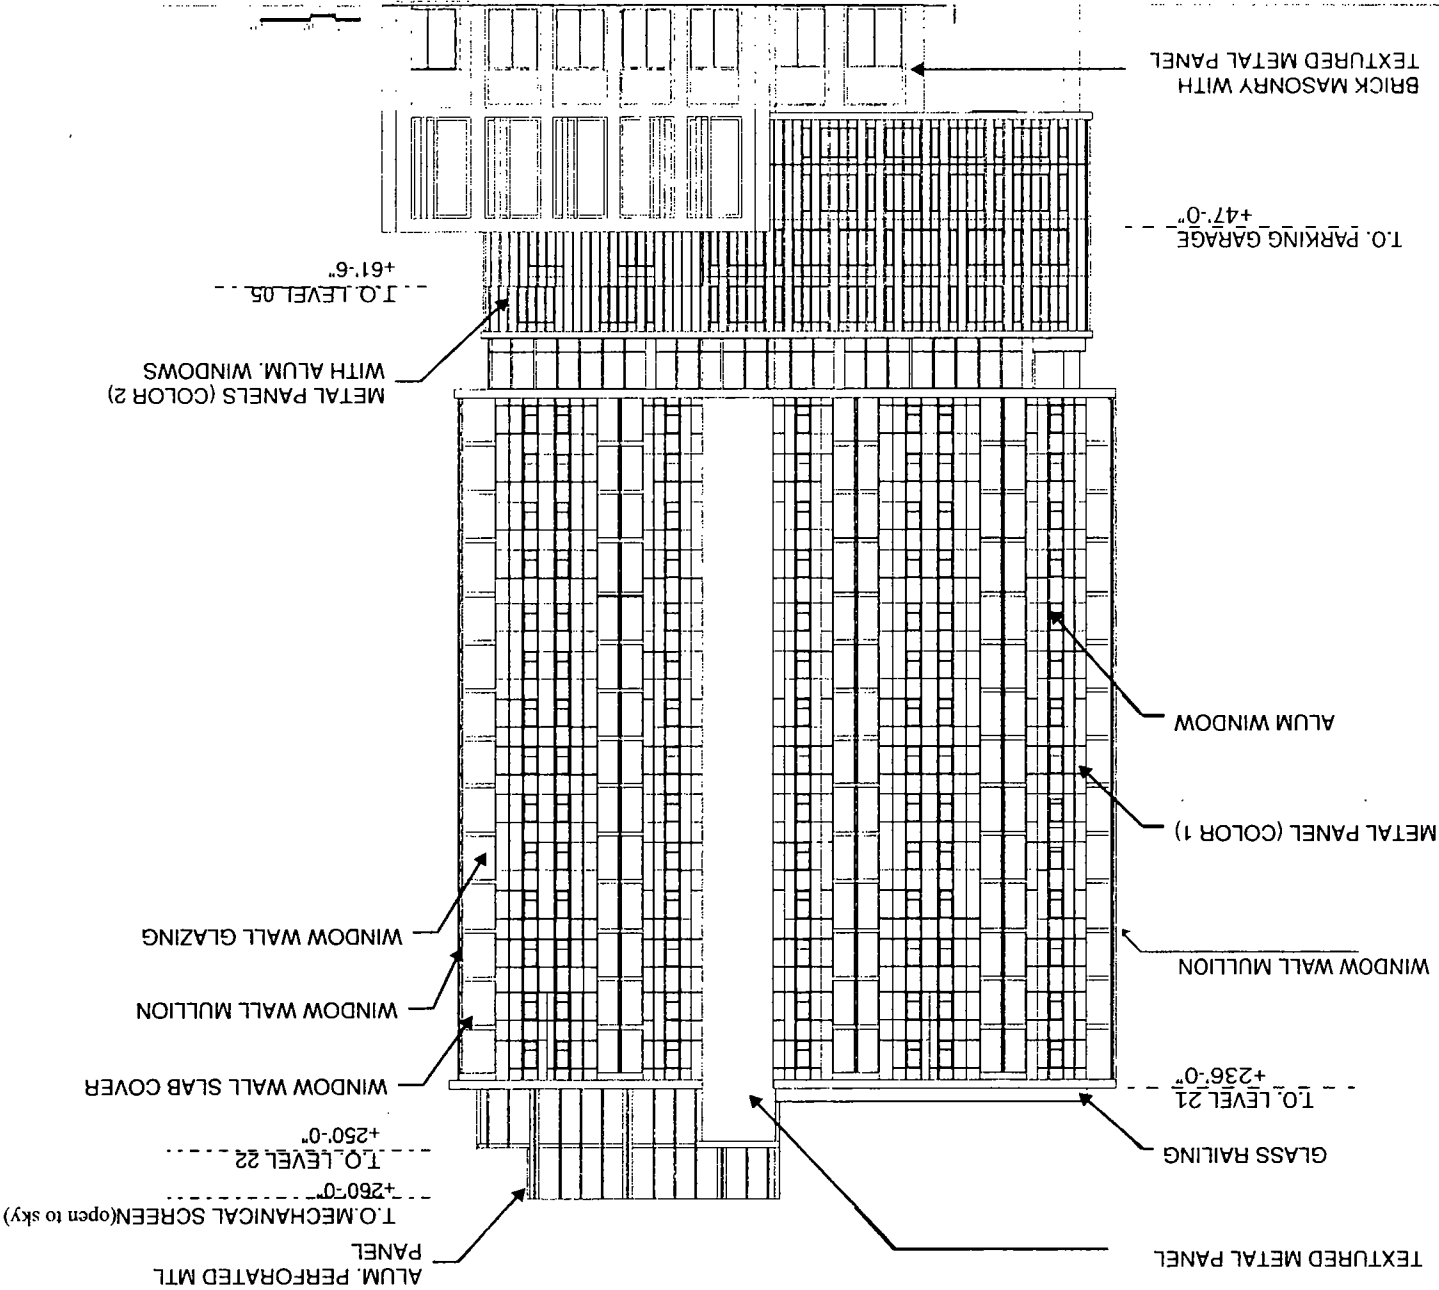 TEXTURED METAL PANEL
GLASS RAILING
T.O. LEVEL 21
+236'-0"
WINDOW WALL MULLION
METAL PANEL (COLOR 1)
ALUM WINDOW
T.O. PARKING GARAGE
+47'-0"
BRICK MASONRY WITH
TEXTURED METAL PANEL
ALUM. PERFORATED MTL
PANEL
T.O.MECHANICAL SCREEN(open to sky)
+260'-0"
T.O. LEVEL 22
+250'-0"
WINDOW WALL SLAB COVER
WINDOW WALL MULLION
WINDOW WALL GLAZING
METAL PANELS (COLOR 2)
WITH ALUM. WINDOWS
T.O. LEVEL 05
+61'-6"